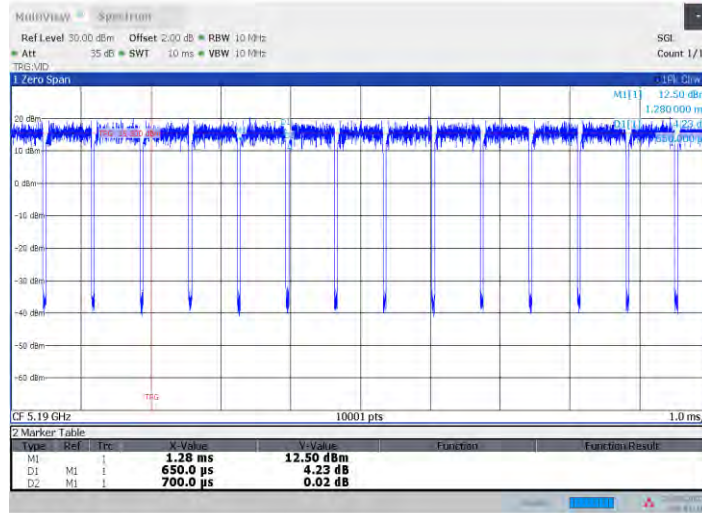 MultiView Spectrum
Ref Level 30.00 dBm Offset 2.00 dB RBW 10 MHz SGL
Att 35 dB SWT 10 ms VBW 10 MHz Count 1/1
TRG:VID
1 Zero Span 1Pk Clrw
M1[1] 12.50 dBm
1.280 000 m
20 dBm
10 dBm
0 dBm
-10 dBm
-20 dBm
-30 dBm
-40 dBm
-50 dBm
-60 dBm
TRG
CF 5.19 GHz 10001 pts 1.0 ms
2 Marker Table
Type Ref Trc X-Value Y-Value Function Function Result
M1 1 1.28 ms 12.50 dBm
D1 M1 1 650.0 µs 4.23 dB
D2 M1 1 700.0 µs 0.02 dB